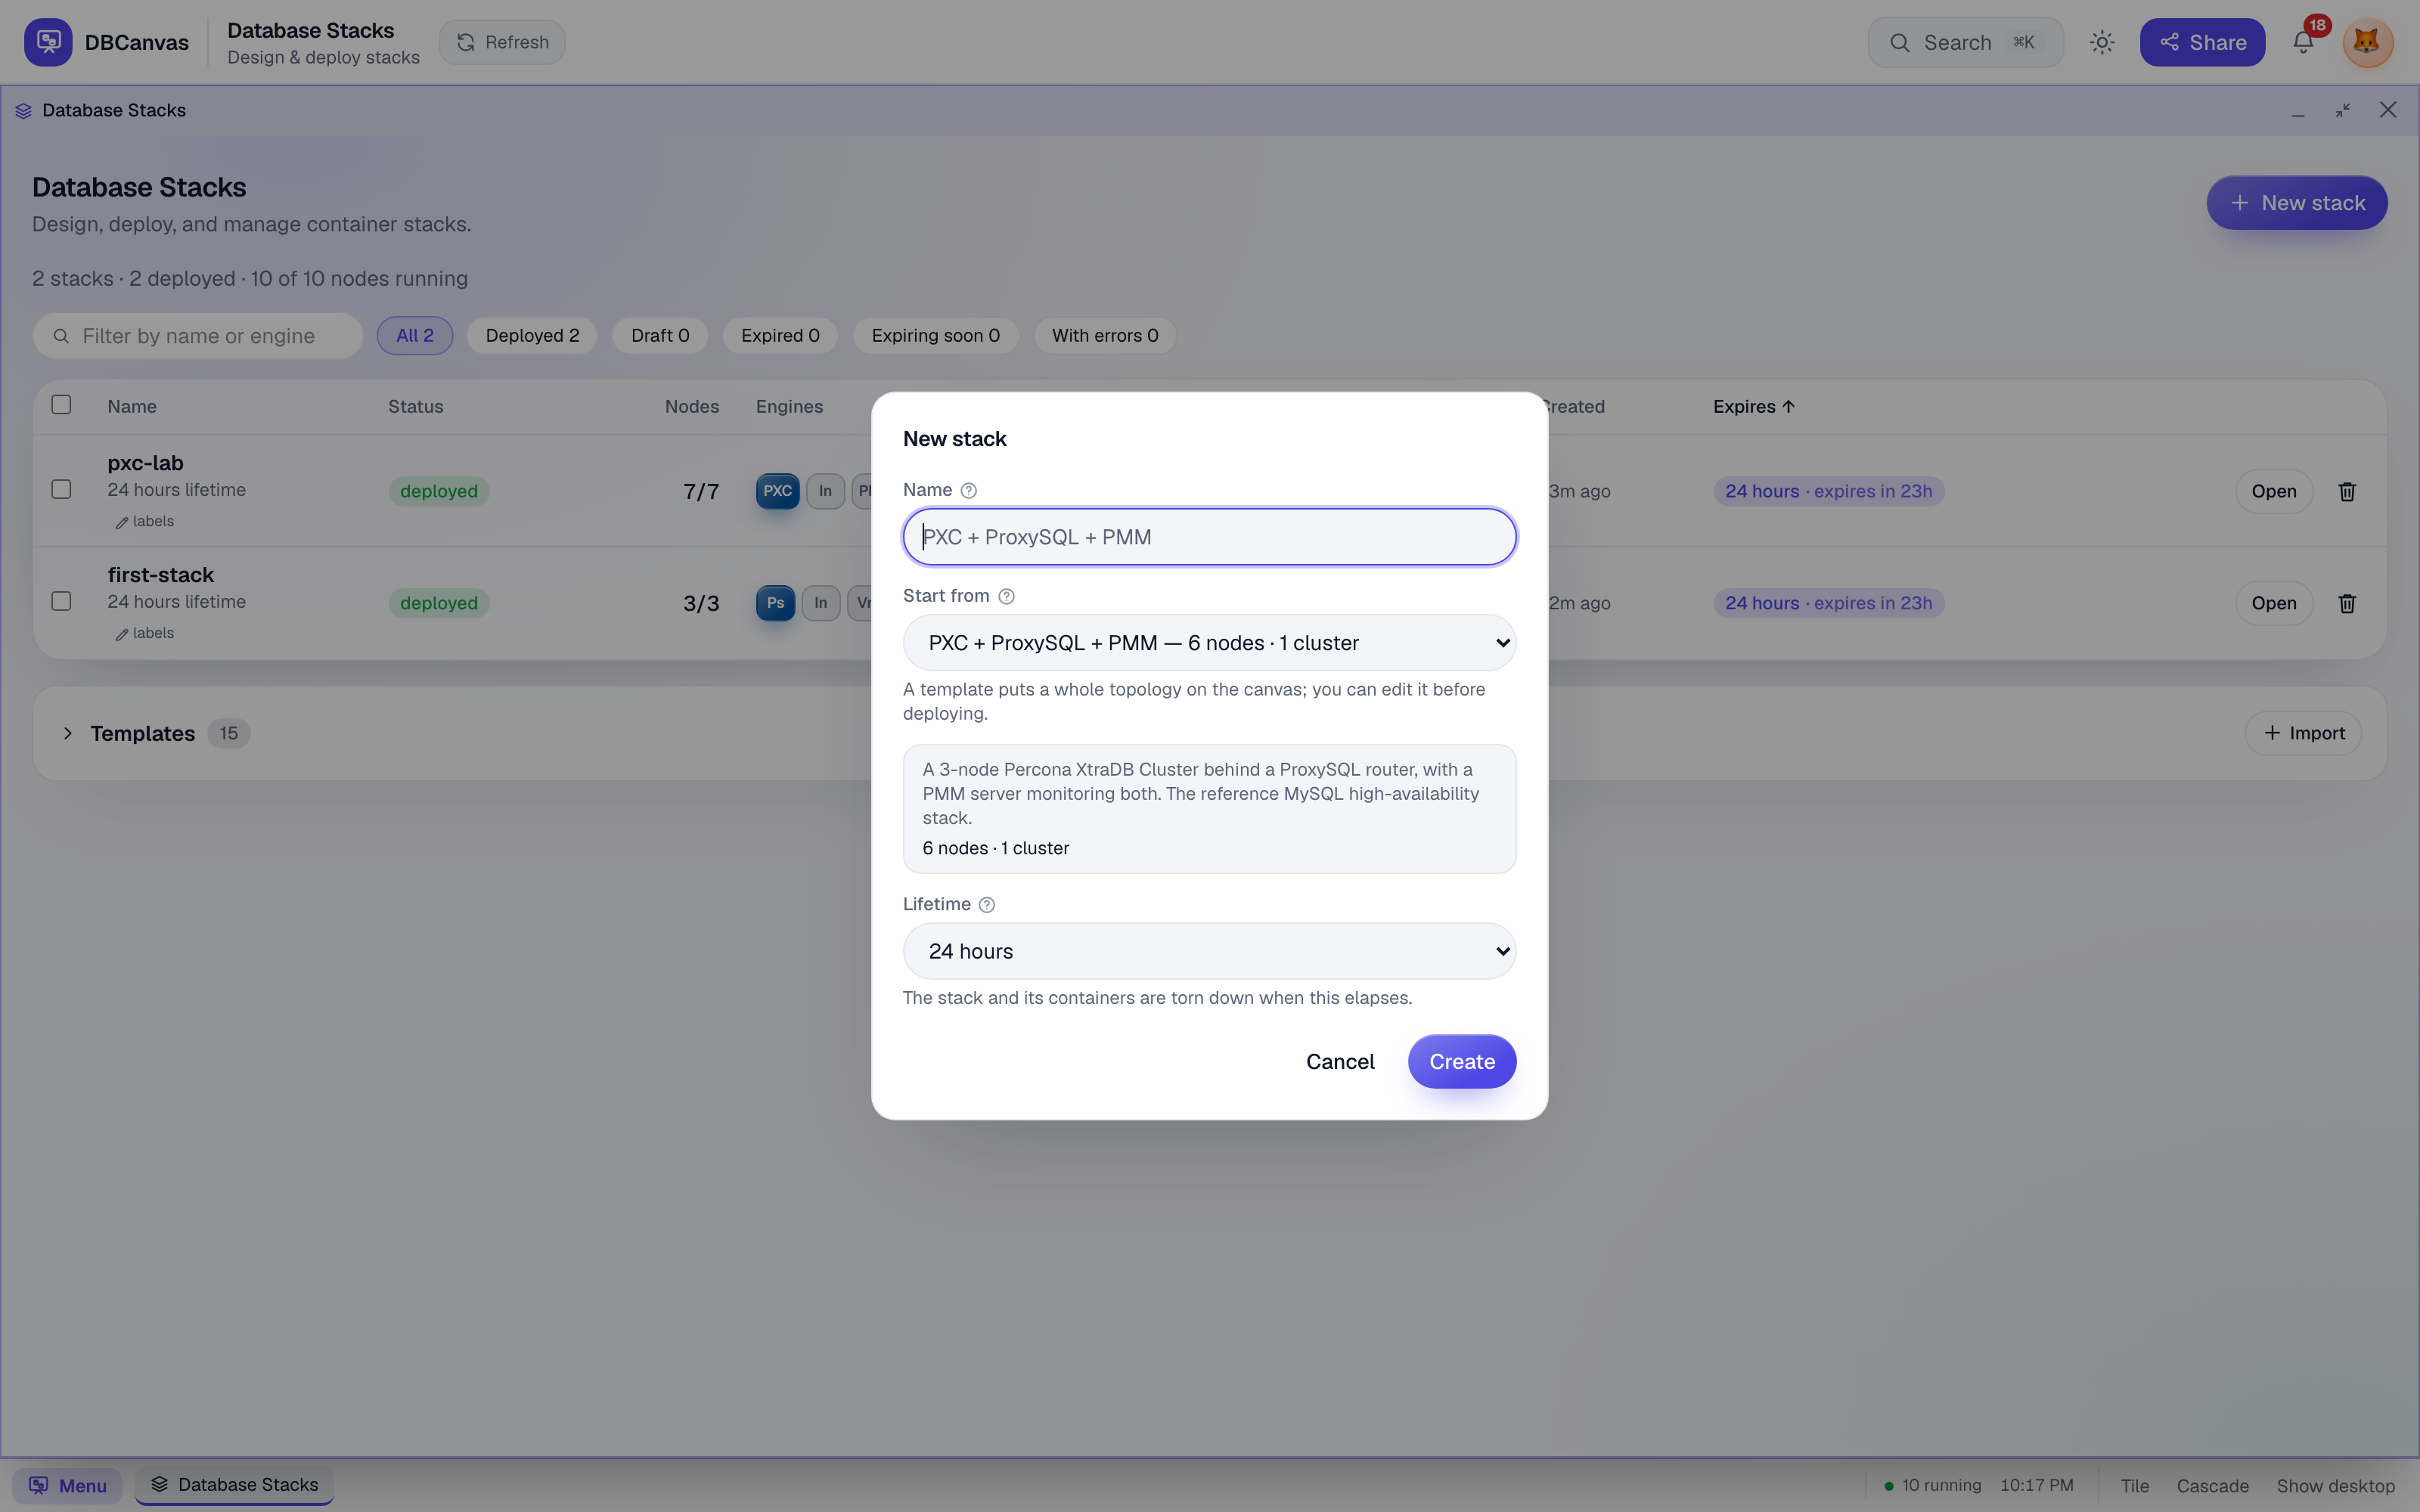 DBCanvas
Database Stacks
Design & deploy stacks
Refresh
Search ⌘K
Share
18
Database Stacks
Database Stacks
Design, deploy, and manage container stacks.
New stack
2 stacks · 2 deployed · 10 of 10 nodes running
Filter by name or engine
All 2
Deployed 2
Draft 0
Expired 0
Expiring soon 0
With errors 0
Name Status Nodes Engines Created Expires ↑
pxc-lab
24 hours lifetime
labels
deployed
7/7
PXC In
3m ago
24 hours · expires in 23h
Open
first-stack
24 hours lifetime
labels
deployed
3/3
Ps In
2m ago
24 hours · expires in 23h
Open
Templates 15
Import
New stack
Name
PXC + ProxySQL + PMM
Start from
PXC + ProxySQL + PMM — 6 nodes · 1 cluster
A template puts a whole topology on the canvas; you can edit it before
deploying.
A 3-node Percona XtraDB Cluster behind a ProxySQL router, with a
PMM server monitoring both. The reference MySQL high-availability
stack.
6 nodes · 1 cluster
Lifetime
24 hours
The stack and its containers are torn down when this elapses.
Cancel
Create
Menu
Database Stacks
10 running
10:17 PM
Tile
Cascade
Show desktop